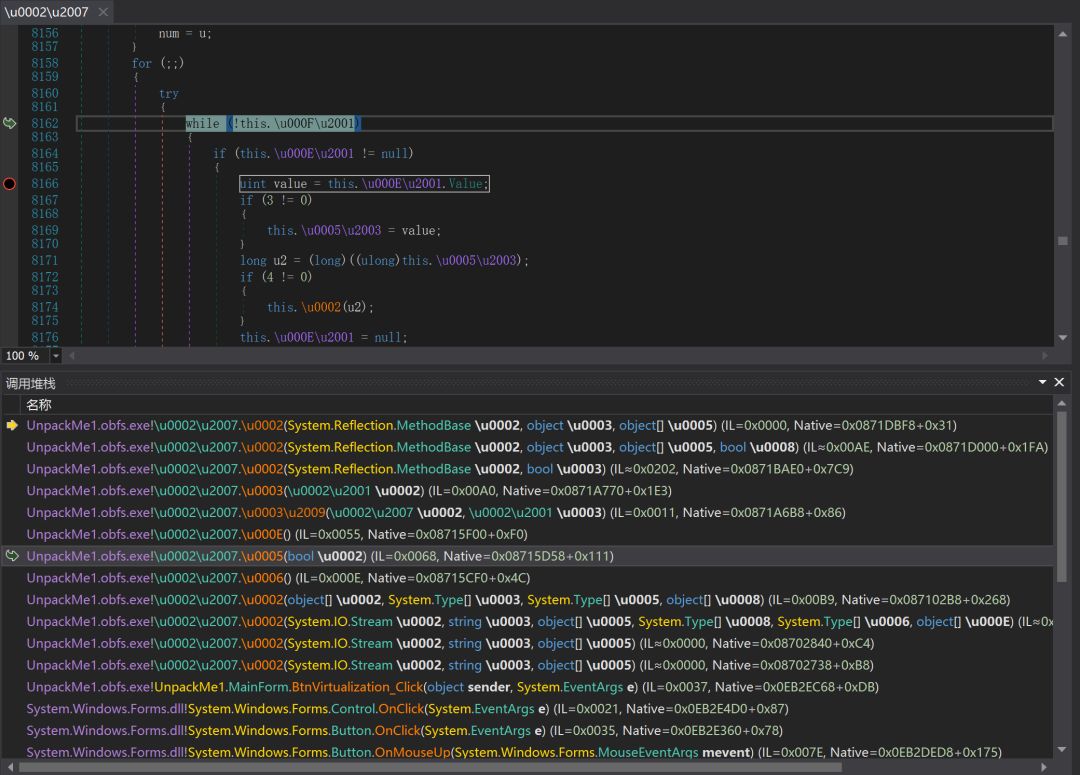 \u0002\u2007
8156 num = u;
8157 }
8158 for (;;)
8159 {
8160 try
8161 {
8162 while (!this.\u000F\u2001)
8163 {
8164 if (this.\u000E\u2001 != null)
8165 {
8166 uint value = this.\u000E\u2001.Value;
8167 if (3 != 0)
8168 {
8169 this.\u0005\u2003 = value;
8170 }
8171 long u2 = (long)((ulong)this.\u0005\u2003);
8172 if (4 != 0)
8173 {
8174 this.\u0002(u2);
8175 }
8176 this.\u000E\u2001 = null;
100 %
调用堆栈
名称
UnpackMe1.obfs.exe!\u0002\u2007.\u0002(System.Reflection.MethodBase \u0002, object \u0003, object[] \u0005) (IL=0x0000, Native=0x0871DBF8+0x31)
UnpackMe1.obfs.exe!\u0002\u2007.\u0002(System.Reflection.MethodBase \u0002, object \u0003, object[] \u0005, bool \u0008) (IL≈0x00AE, Native=0x0871D000+0x1FA)
UnpackMe1.obfs.exe!\u0002\u2007.\u0002(System.Reflection.MethodBase \u0002, bool \u0003) (IL≈0x0202, Native=0x0871BAE0+0x7C9)
UnpackMe1.obfs.exe!\u0002\u2007.\u0003(\u0002\u2001 \u0002) (IL=0x00A0, Native=0x0871A770+0x1E3)
UnpackMe1.obfs.exe!\u0002\u2007.\u0003\u2009(\u0002\u2007 \u0002, \u0002\u2001 \u0003) (IL=0x0011, Native=0x0871A6B8+0x86)
UnpackMe1.obfs.exe!\u0002\u2007.\u000E() (IL=0x0055, Native=0x08715F00+0xF0)
UnpackMe1.obfs.exe!\u0002\u2007.\u0005(bool \u0002) (IL=0x0068, Native=0x08715D58+0x111)
UnpackMe1.obfs.exe!\u0002\u2007.\u0006() (IL=0x000E, Native=0x08715CF0+0x4C)
UnpackMe1.obfs.exe!\u0002\u2007.\u0002(object[] \u0002, System.Type[] \u0003, System.Type[] \u0005, object[] \u0008) (IL=0x00B9, Native=0x087102B8+0x268)
UnpackMe1.obfs.exe!\u0002\u2007.\u0002(System.IO.Stream \u0002, string \u0003, object[] \u0005, System.Type[] \u0008, System.Type[] \u0006, object[] \u000E) (IL≈0x
UnpackMe1.obfs.exe!\u0002\u2007.\u0002(System.IO.Stream \u0002, string \u0003, object[] \u0005) (IL≈0x0000, Native=0x08702840+0xC4)
UnpackMe1.obfs.exe!\u0002\u2007.\u0002(System.IO.Stream \u0002, string \u0003, object[] \u0005) (IL≈0x0000, Native=0x08702738+0xB8)
UnpackMe1.obfs.exe!UnpackMe1.MainForm.BtnVirtualization_Click(object sender, System.EventArgs e) (IL=0x0037, Native=0x0EB2EC68+0xDB)
System.Windows.Forms.dll!System.Windows.Forms.Control.OnClick(System.EventArgs e) (IL=0x0021, Native=0x0EB2E4D0+0x87)
System.Windows.Forms.dll!System.Windows.Forms.Button.OnClick(System.EventArgs e) (IL=0x0035, Native=0x0EB2E360+0x78)
System.Windows.Forms.dll!System.Windows.Forms.Button.OnMouseUp(System.Windows.Forms.MouseEventArgs mevent) (IL=0x007E, Native=0x0EB2DED8+0x175)